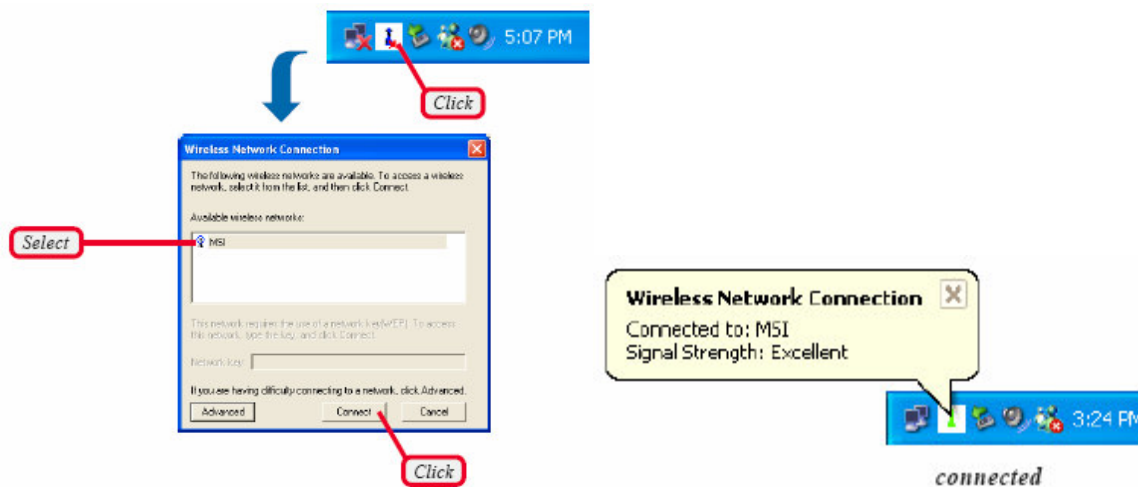 5:07 PM
Click
Wireless Network Connection
The following wireless networks are available. To access a wireless
network, select it from the list, and then click Connect.
Available wireless networks:
Select
MSI
This network requires the use of a network key(WEP). To access
this network, type the key, and click Connect.
Network key:
If you are having difficulty connecting to a network, click Advanced.
Advanced
Connect
Cancel
Click
Wireless Network Connection
Connected to: MSI
Signal Strength: Excellent
3:24 PM
connected